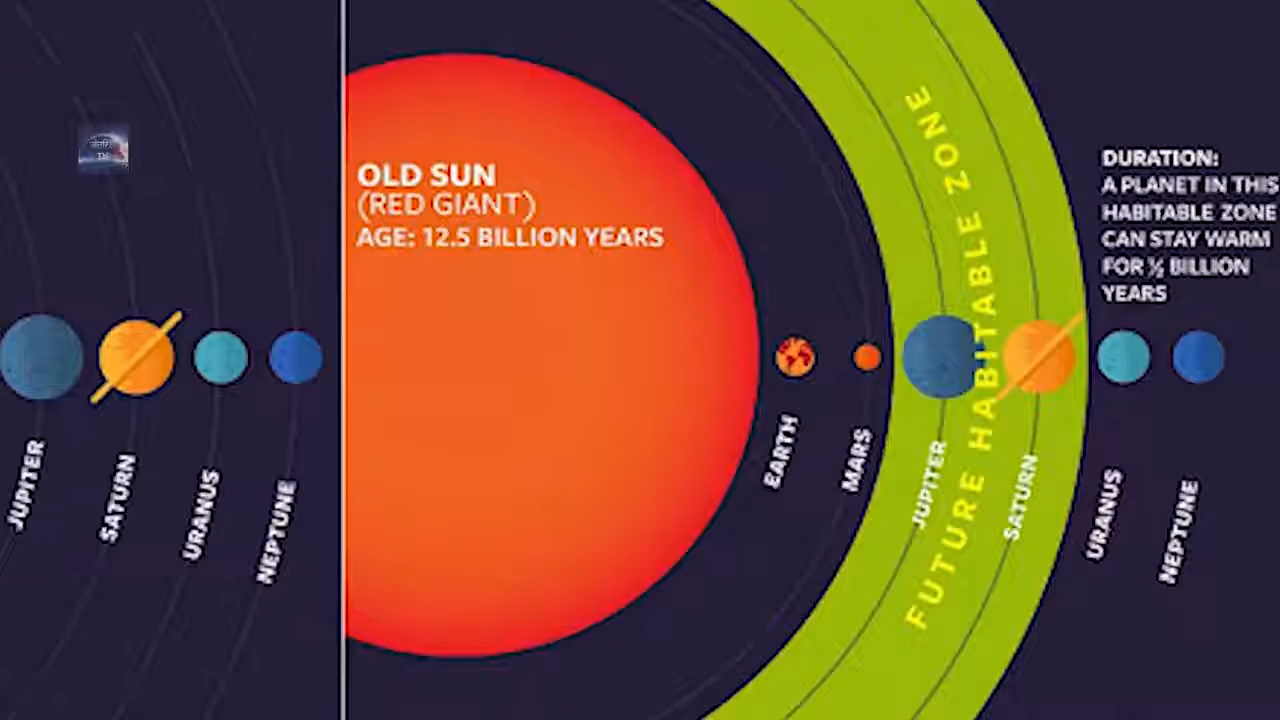 JUPITER
SATURN
URANUS
NEPTUNE
OLD SUN
(RED GIANT)
AGE: 12.5 BILLION YEARS
EARTH
MARS
JUPITER
SATURN
URANUS
NEPTUNE
FUTURE HABITABLE ZONE
DURATION:
A PLANET IN THIS
HABITABLE ZONE
CAN STAY WARM
FOR ½ BILLION
YEARS